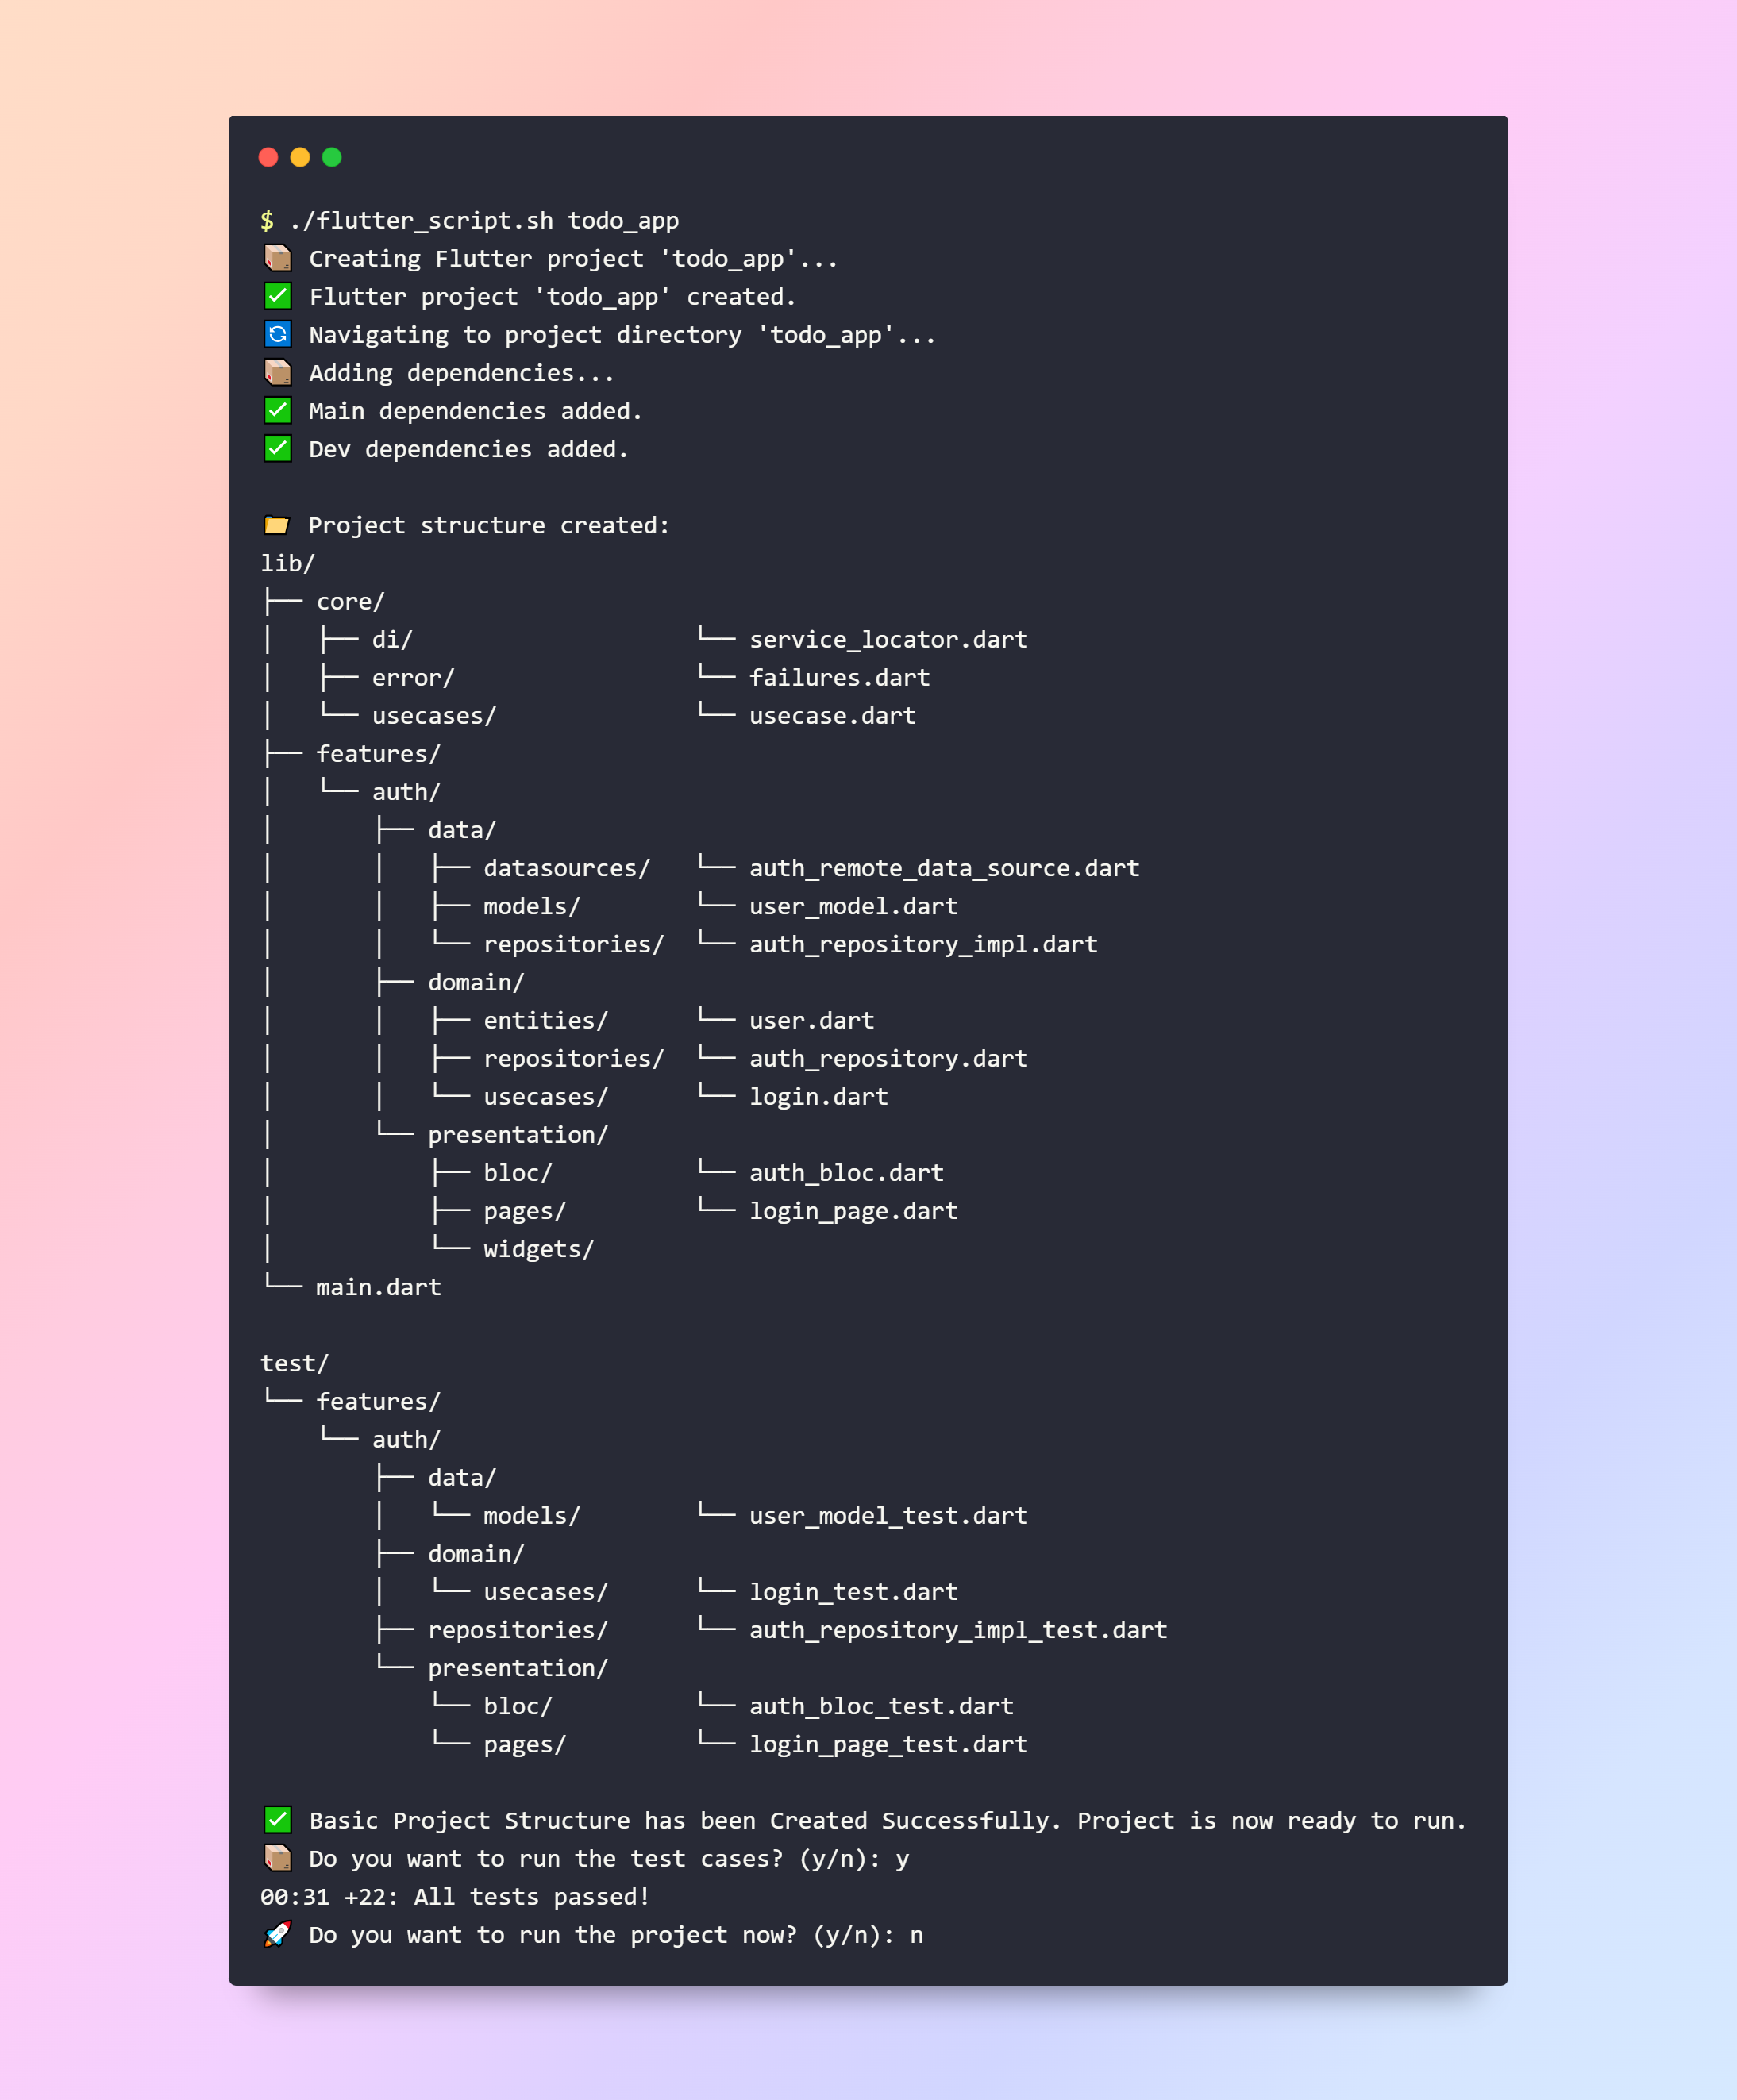 $ ./flutter_script.sh todo_app
📦 Creating Flutter project 'todo_app'...
✅ Flutter project 'todo_app' created.
🔄 Navigating to project directory 'todo_app'...
📦 Adding dependencies...
✅ Main dependencies added.
✅ Dev dependencies added.

📂 Project structure created:
lib/
├── core/
│   ├── di/                    └── service_locator.dart
│   ├── error/                 └── failures.dart
│   └── usecases/              └── usecase.dart
├── features/
│   └── auth/
│       ├── data/
│       │   ├── datasources/   └── auth_remote_data_source.dart
│       │   ├── models/        └── user_model.dart
│       │   └── repositories/  └── auth_repository_impl.dart
│       ├── domain/
│       │   ├── entities/      └── user.dart
│       │   ├── repositories/  └── auth_repository.dart
│       │   └── usecases/      └── login.dart
│       └── presentation/
│           ├── bloc/          └── auth_bloc.dart
│           ├── pages/         └── login_page.dart
│           └── widgets/
└── main.dart

test/
└── features/
    └── auth/
        ├── data/
        │   └── models/        └── user_model_test.dart
        ├── domain/
        │   └── usecases/      └── login_test.dart
        ├── repositories/      └── auth_repository_impl_test.dart
        └── presentation/
            └── bloc/          └── auth_bloc_test.dart
            └── pages/         └── login_page_test.dart

✅ Basic Project Structure has been Created Successfully. Project is now ready to run.
📦 Do you want to run the test cases? (y/n): y
00:31 +22: All tests passed!
🚀 Do you want to run the project now? (y/n): n